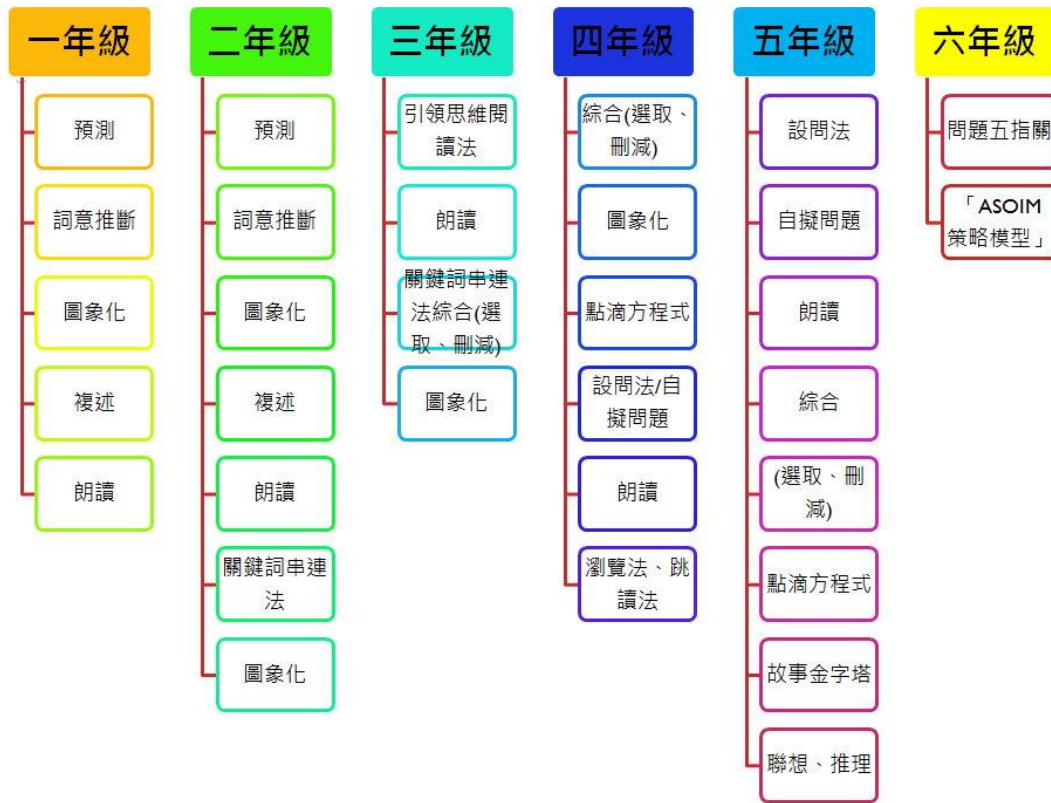 一年級
預測
詞意推斷
圖象化
複述
朗讀
二年級
預測
詞意推斷
圖象化
複述
朗讀
關鍵詞串連
法
圖象化
三年級
引領思維閱
讀法
朗讀
關鍵詞串連
法綜合(選
取、刪減)
圖象化
四年級
綜合(選取、
刪減)
圖象化
點滴方程式
設問法/自
擬問題
朗讀
瀏覽法、跳
讀法
五年級
設問法
自擬問題
朗讀
綜合
(選取、刪
減)
點滴方程式
故事金字塔
聯想、推理
六年級
問題五指關
「ASOIM
策略模型」